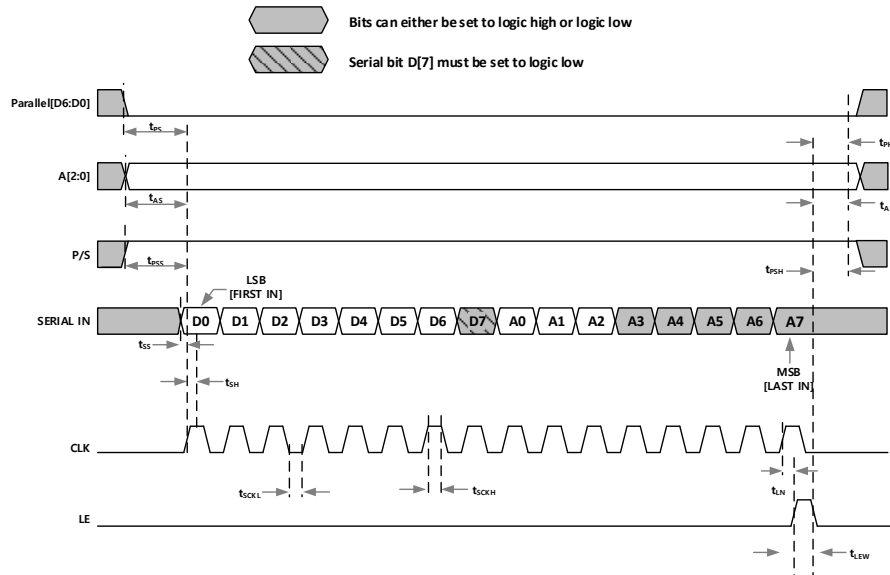 Bits can either be set to logic high or logic low
Serial bit D[7] must be set to logic low
Parallel[D6:D0]
tPS
tPH
A[2:0]
tAS
tA
P/S
tPSS
tPSH
LSB
[FIRST IN]
SERIAL IN
D0 D1 D2 D3 D4 D5 D6 D7 A0 A1 A2 A3 A4 A5 A6 A7
tSS
tSH
MSB
[LAST IN]
CLK
tSCKL
tSCKH
tLN
LE
tLEW